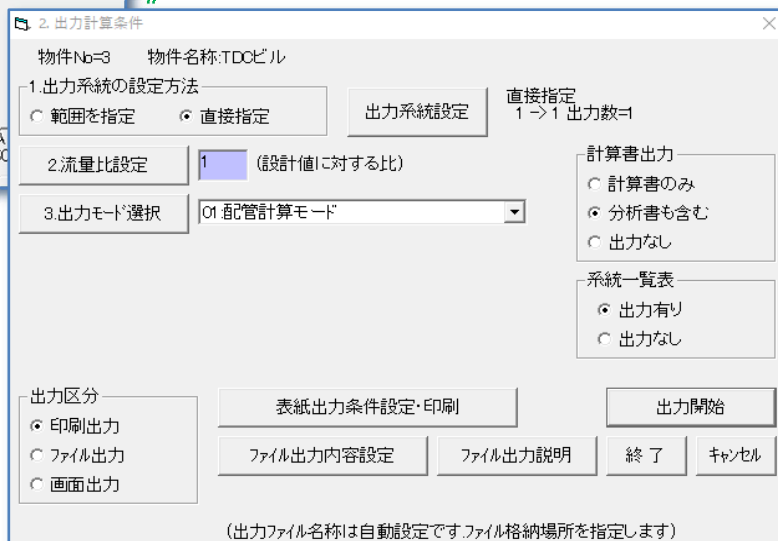 2. 出力計算条件
物件No=3 物件名称:TDCビル
1.出力系統の設定方法
範囲を指定 直接指定
出力系統設定
直接指定
1 -> 1 出力数=1
2.流量比設定 1 (設計値に対する比)
3.出力モード選択 01:配管計算モード
計算書出力
計算書のみ
分析書も含む
出力なし
系統一覧表
出力有り
出力なし
出力区分
印刷出力
ファイル出力
画面出力
表紙出力条件設定・印刷 出力開始
ファイル出力内容設定 ファイル出力説明 終 了 キャンセル
(出力ファイル名称は自動設定です.ファイル格納場所を指定します)